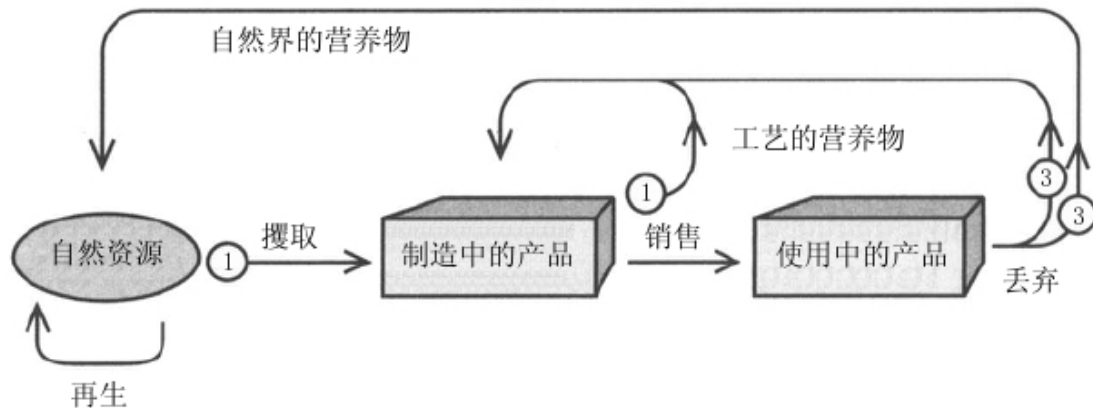 自然界的营养物
工艺的营养物
③
③
①
自然资源
①
攫取
制造中的产品
销售
使用中的产品
丢弃
再生